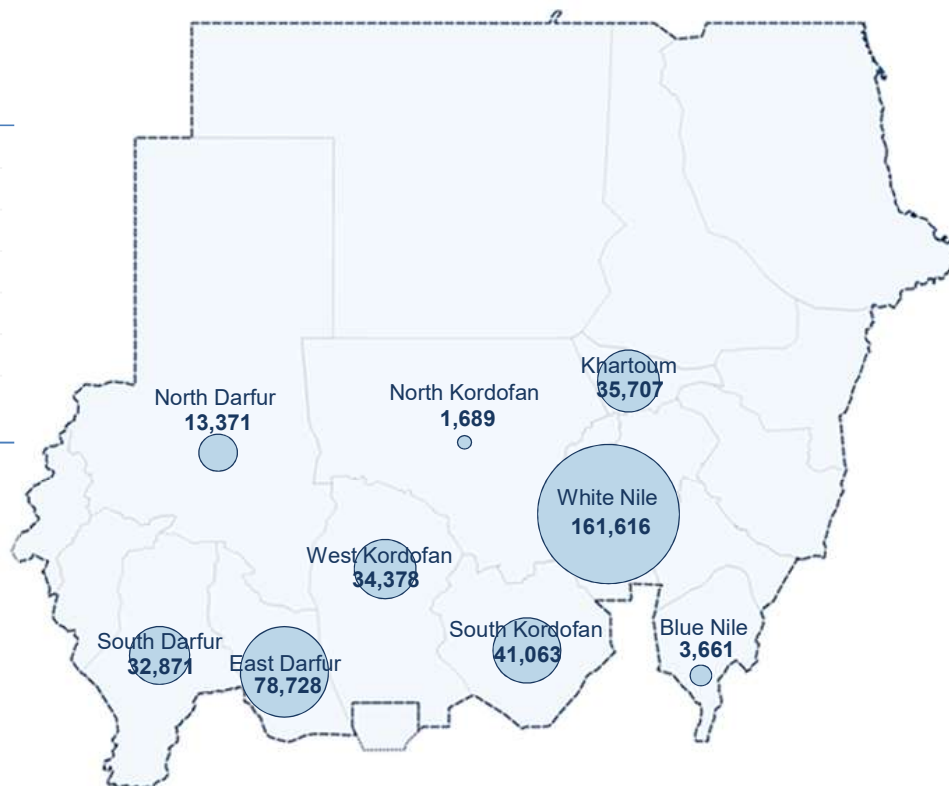 Khartoum
35,707
North Darfur
13,371
North Kordofan
1,689
White Nile
161,616
West Kordofan
34,378
South Darfur
32,871
East Darfur
78,728
South Kordofan
41,063
Blue Nile
3,661